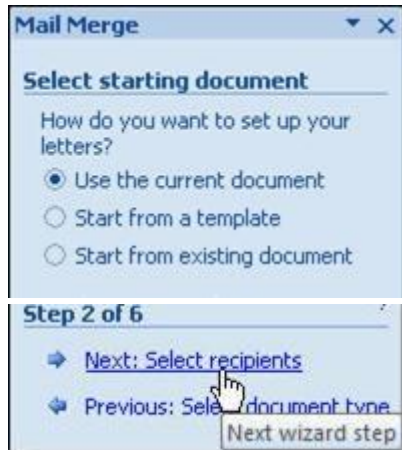 Mail Merge
Select starting document
How do you want to set up your
letters?
Use the current document
Start from a template
Start from existing document
Step 2 of 6
Next: Select recipients
Previous: Sele document type
Next wizard step